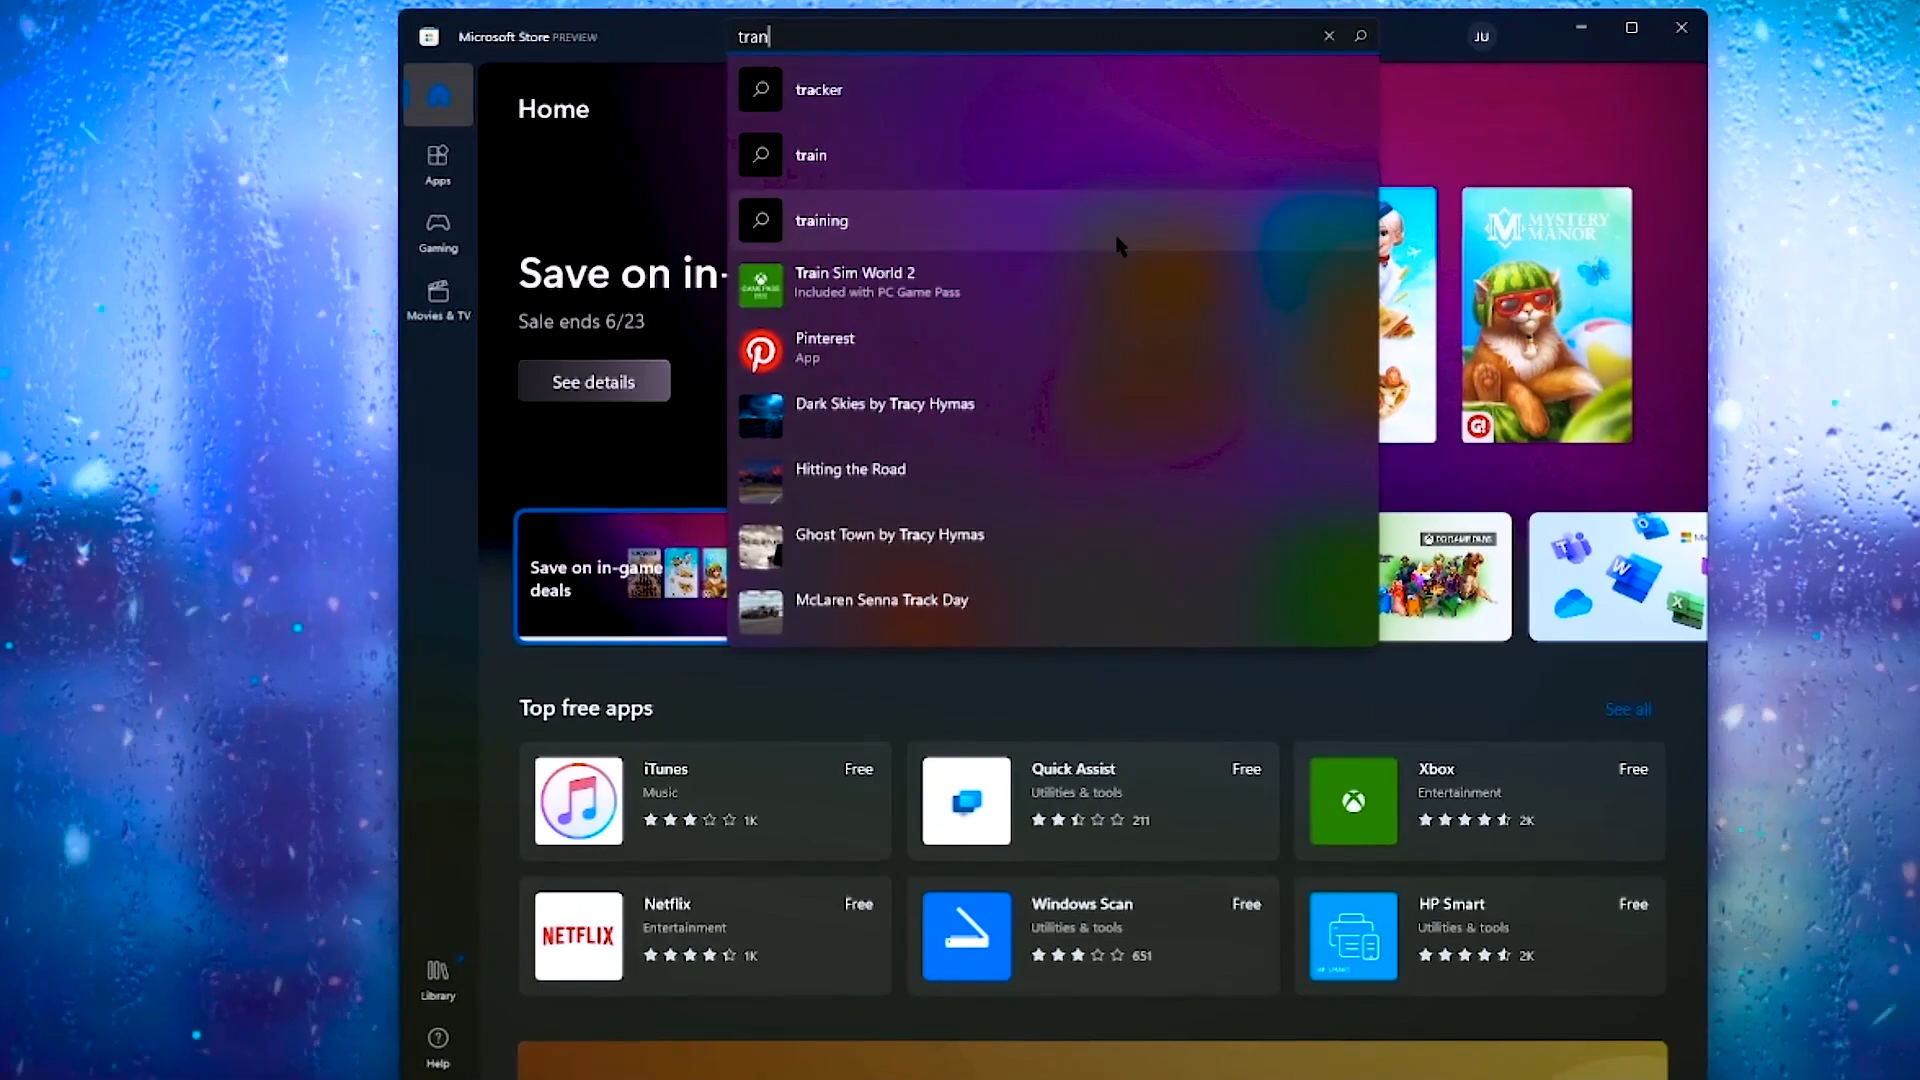 Microsoft Store PREVIEW
tran
JU
Home
Apps
Gaming
Movies & TV
Save on in-
Sale ends 6/23
See details
tracker
train
training
Train Sim World 2
Included with PC Game Pass
Pinterest
App
Dark Skies by Tracy Hymas
Hitting the Road
Ghost Town by Tracy Hymas
McLaren Senna Track Day
MYSTERY
MANOR
G!
Save on in-game
deals
PC GAME PASS
Top free apps
See all
iTunes
Free
Music
1K
Quick Assist
Free
Utilities & tools
211
Xbox
Free
Entertainment
2K
NETFLIX
Netflix
Free
Entertainment
1K
Windows Scan
Free
Utilities & tools
651
HP SMART
HP Smart
Free
Utilities & tools
2K
Library
Help